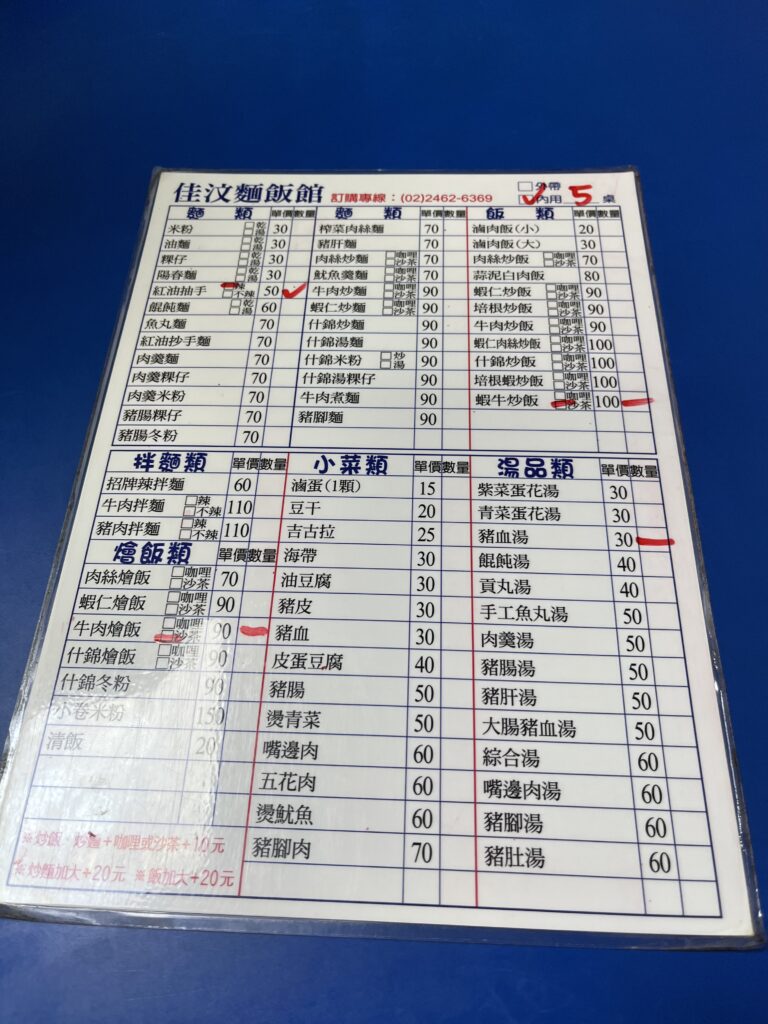 佳汶麵飯館 訂購專線：(02)2462-6369 □外帶 □內用 5 桌
麵類 單價 數量
米粉 □乾 □湯 30
油麵 □乾 □湯 30
粿仔 □乾 □湯 30
陽春麵 □乾 □湯 30
紅油抽手 □辣 □不辣 50
餛飩麵 □乾 □湯 60
魚丸麵 70
紅油抄手麵 70
肉羹麵 70
肉羹粿仔 70
肉羹米粉 70
豬腸粿仔 70
豬腸冬粉 70
麵類 單價 數量
榨菜肉絲麵 70
豬肝麵 70
肉絲炒麵 □咖哩 □沙茶 70
魷魚羹麵 □咖哩 □沙茶 70
牛肉炒麵 □咖哩 □沙茶 90
蝦仁炒麵 □咖哩 □沙茶 90
什錦炒麵 90
什錦湯麵 90
什錦米粉 □炒 □湯 90
什錦湯粿仔 90
牛肉煮麵 90
豬腳麵 90
飯類 單價 數量
滷肉飯(小) 20
滷肉飯(大) 30
肉絲炒飯 □咖哩 □沙茶 70
蒜泥白肉飯 80
蝦仁炒飯 □咖哩 □沙茶 90
培根炒飯 □咖哩 □沙茶 90
牛肉炒飯 □咖哩 □沙茶 90
蝦仁肉絲炒飯 □咖哩 □沙茶 100
什錦炒飯 □咖哩 □沙茶 100
培根蝦炒飯 □咖哩 □沙茶 100
蝦牛炒飯 □咖哩 □沙茶 100
拌麵類 單價 數量
招牌辣拌麵 60
牛肉拌麵 □辣 □不辣 110
豬肉拌麵 □辣 □不辣 110
燴飯類 單價 數量
肉絲燴飯 □咖哩 □沙茶 70
蝦仁燴飯 □咖哩 □沙茶 90
牛肉燴飯 □咖哩 □沙茶 90
什錦燴飯 □咖哩 □沙茶 90
什錦冬粉 90
小卷米粉 150
清飯 20
※炒飯、炒麵+咖哩或沙茶+10元
※炒麵加大+20元 ※飯加大+20元
小菜類 單價 數量
滷蛋(1顆) 15
豆干 20
吉古拉 25
海帶 30
油豆腐 30
豬皮 30
豬血 30
皮蛋豆腐 40
豬腸 50
燙青菜 50
嘴邊肉 60
五花肉 60
燙魷魚 60
豬腳肉 70
湯品類 單價 數量
紫菜蛋花湯 30
青菜蛋花湯 30
豬血湯 30
餛飩湯 40
貢丸湯 40
手工魚丸湯 50
肉羹湯 50
豬腸湯 50
豬肝湯 50
大腸豬血湯 50
綜合湯 60
嘴邊肉湯 60
豬腳湯 60
豬肚湯 60